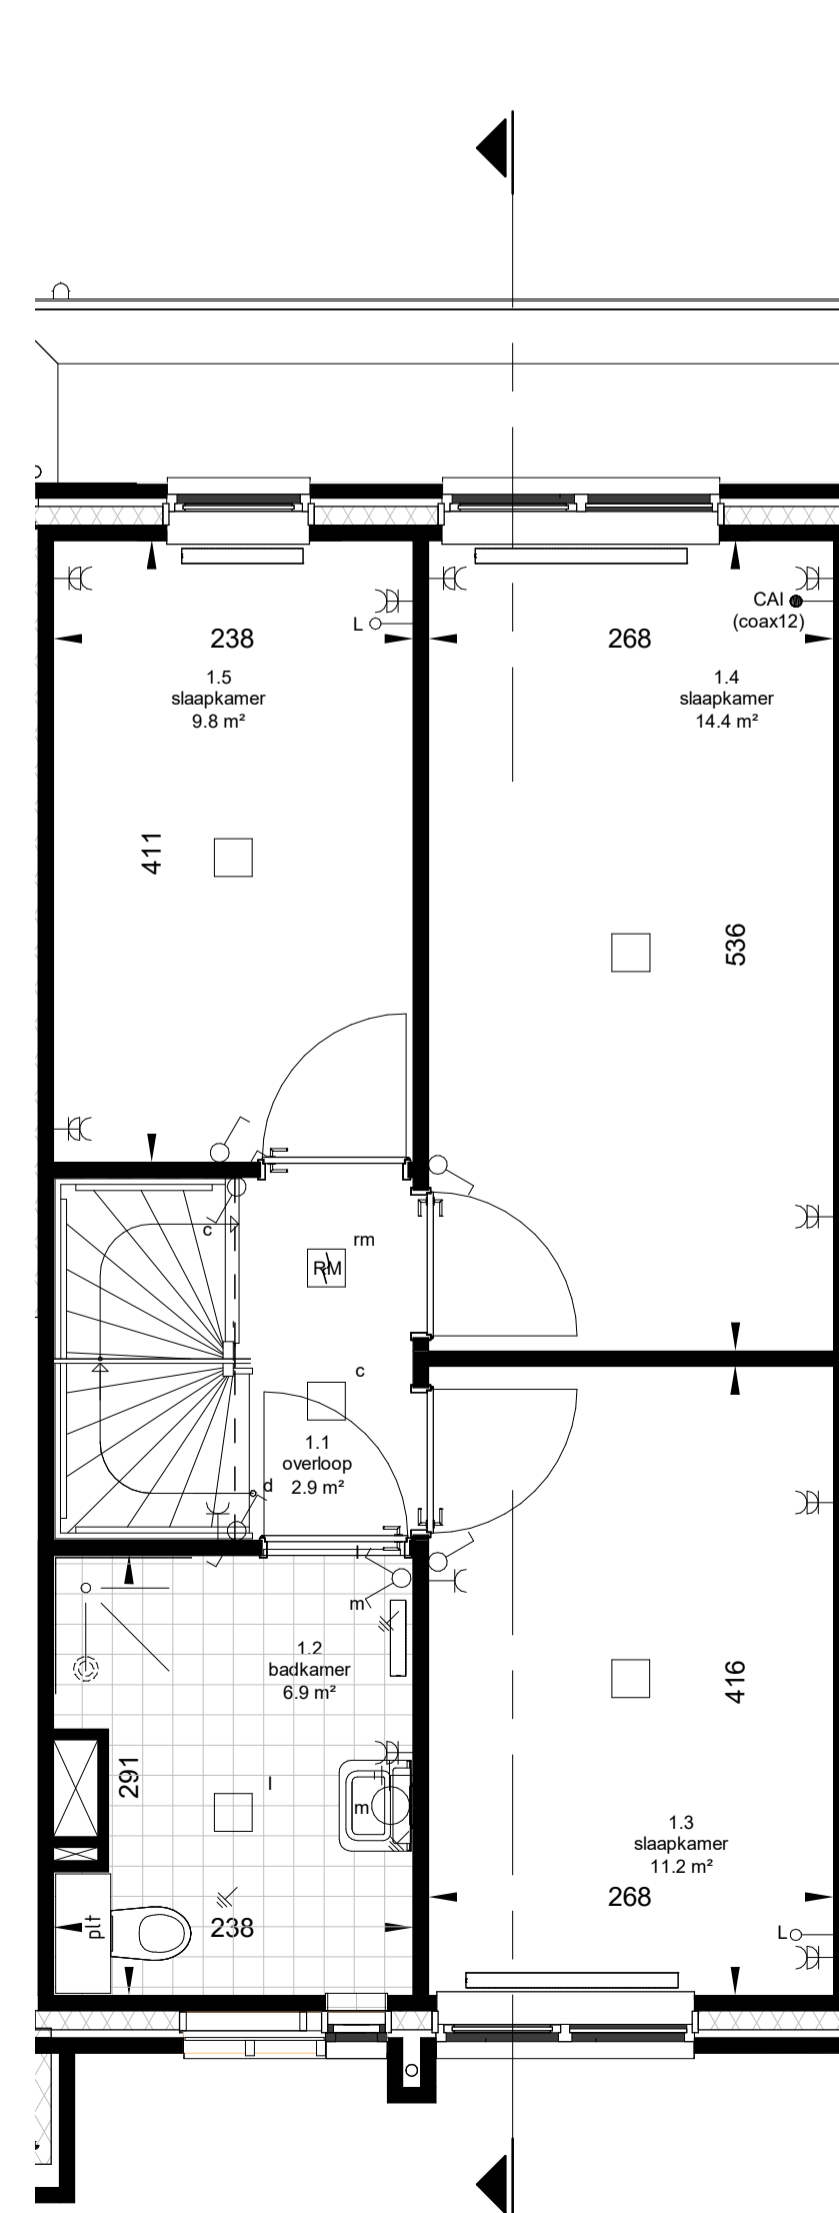 CAI
(coax12)
L
238
268
1.5
slaapkamer
9.8 m²
1.4
slaapkamer
14.4 m²
411
536
c
rm
RM
c
1.1
overloop
2.9 m²
d
l
m
1.2
badkamer
6.9 m²
416
291
l
m
1.3
slaapkamer
11.2 m²
268
plt
238
L